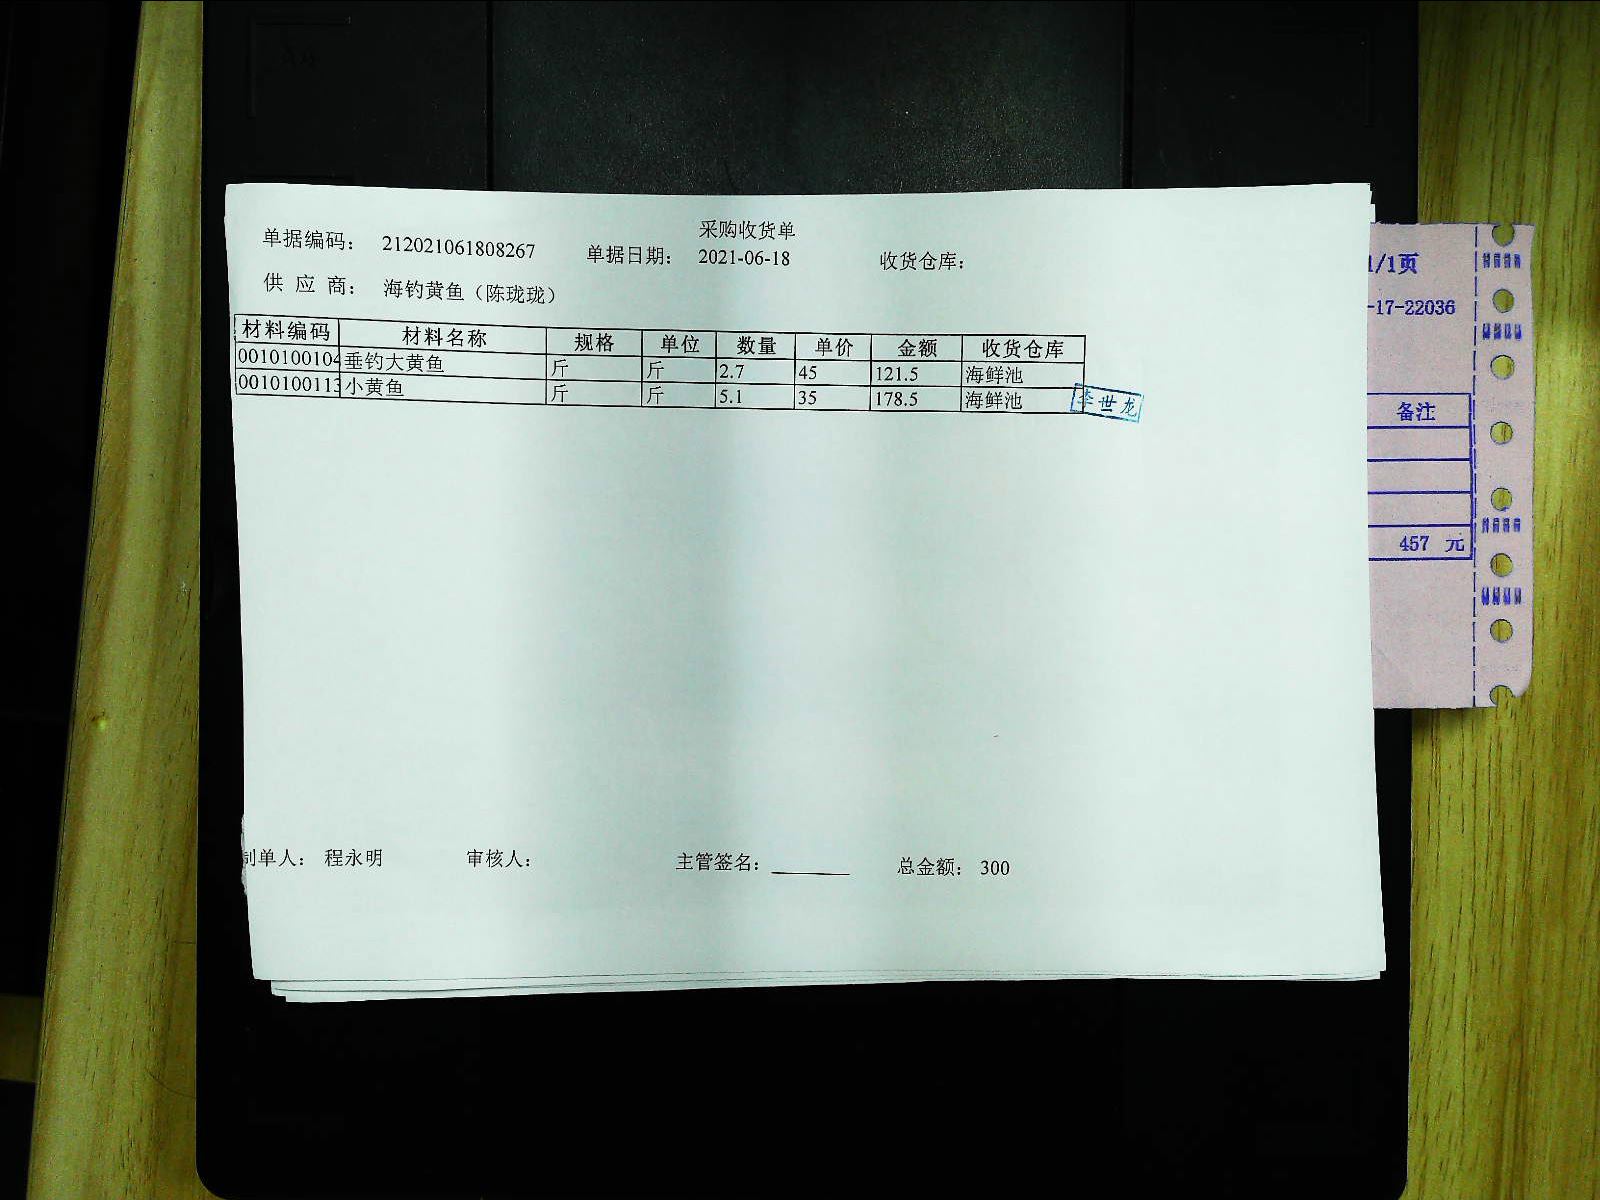 采购收货单
单据编码： 212021061808267 单据日期： 2021-06-18 收货仓库：
供 应 商： 海钓黄鱼（陈珑珑）
材料编码 材料名称 规格 单位 数量 单价 金额 收货仓库
0010100104 垂钓大黄鱼 斤 斤 2.7 45 121.5 海鲜池
0010100113 小黄鱼 斤 斤 5.1 35 178.5 海鲜池
李世龙
制单人： 程永明 审核人： 主管签名： 总金额： 300
1/1页
-17-22036
备注
457 元